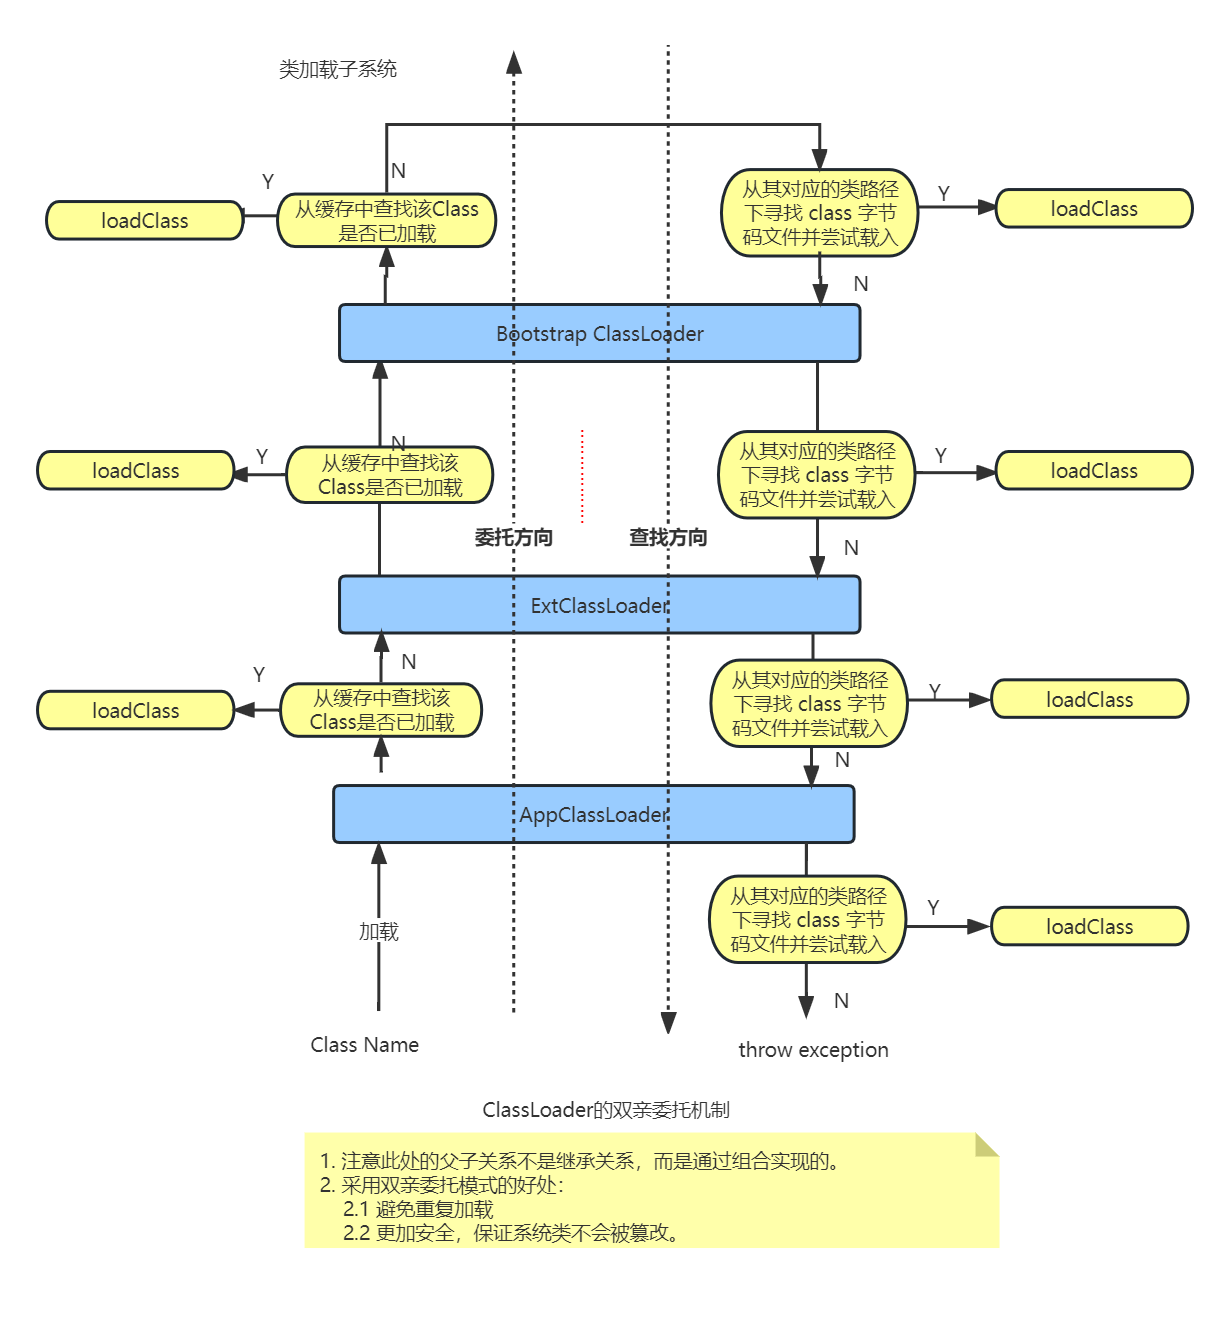 类加载子系统
N
Y
loadClass
从缓存中查找该Class
是否已加载
从其对应的类路径
下寻找 class 字节
码文件并尝试载入
Y
loadClass
N
Bootstrap ClassLoader
N
Y
loadClass
从缓存中查找该
Class是否已加载
从其对应的类路径
下寻找 class 字节
码文件并尝试载入
Y
loadClass
委托方向
查找方向
N
ExtClassLoader
N
Y
loadClass
从缓存中查找该
Class是否已加载
从其对应的类路径
下寻找 class 字节
码文件并尝试载入
Y
loadClass
N
AppClassLoader
加载
从其对应的类路径
下寻找 class 字节
码文件并尝试载入
Y
loadClass
N
Class Name
throw exception
ClassLoader的双亲委托机制
1. 注意此处的父子关系不是继承关系，而是通过组合实现的。
2. 采用双亲委托模式的好处：
2.1 避免重复加载
2.2 更加安全，保证系统类不会被篡改。